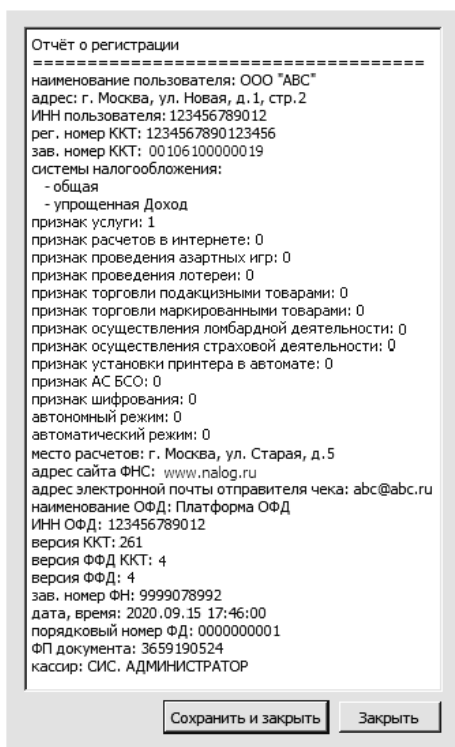 Отчёт о регистрации
=====================================
наименование пользователя: ООО "АВС"
адрес: г. Москва, ул. Новая, д.1, стр.2
ИНН пользователя: 123456789012
рег. номер ККТ: 1234567890123456
зав. номер ККТ: 00106100000019
системы налогообложения:
- общая
- упрощенная Доход
признак услуги: 1
признак расчетов в интернете: 0
признак проведения азартных игр: 0
признак проведения лотереи: 0
признак торговли подакцизными товарами: 0
признак торговли маркированными товарами: 0
признак осуществления ломбардной деятельности: 0
признак осуществления страховой деятельности: 0
признак установки принтера в автомате: 0
признак АС БСО: 0
признак шифрования: 0
автономный режим: 0
автоматический режим: 0
место расчетов: г. Москва, ул. Старая, д.5
адрес сайта ФНС: www.nalog.ru
адрес электронной почты отправителя чека: abc@abc.ru
наименование ОФД: Платформа ОФД
ИНН ОФД: 123456789012
версия ККТ: 261
версия ФФД ККТ: 4
версия ФФД: 4
зав. номер ФН: 9999078992
дата, время: 2020.09.15 17:46:00
порядковый номер ФД: 0000000001
ФП документа: 3659190524
кассир: СИС. АДМИНИСТРАТОР
Сохранить и закрыть Закрыть